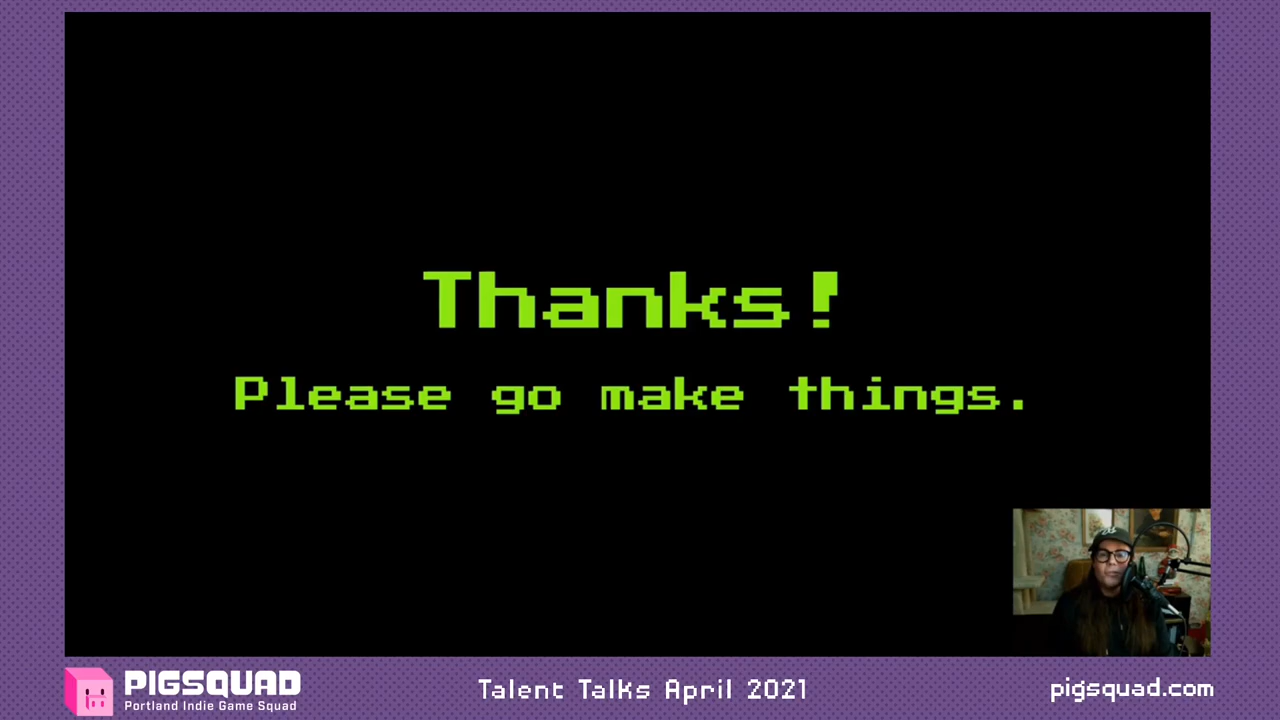 Thanks!
Please go make things.
PIGSQUAD
Portland Indie Game Squad
Talent Talks April 2021
pigsquad.com